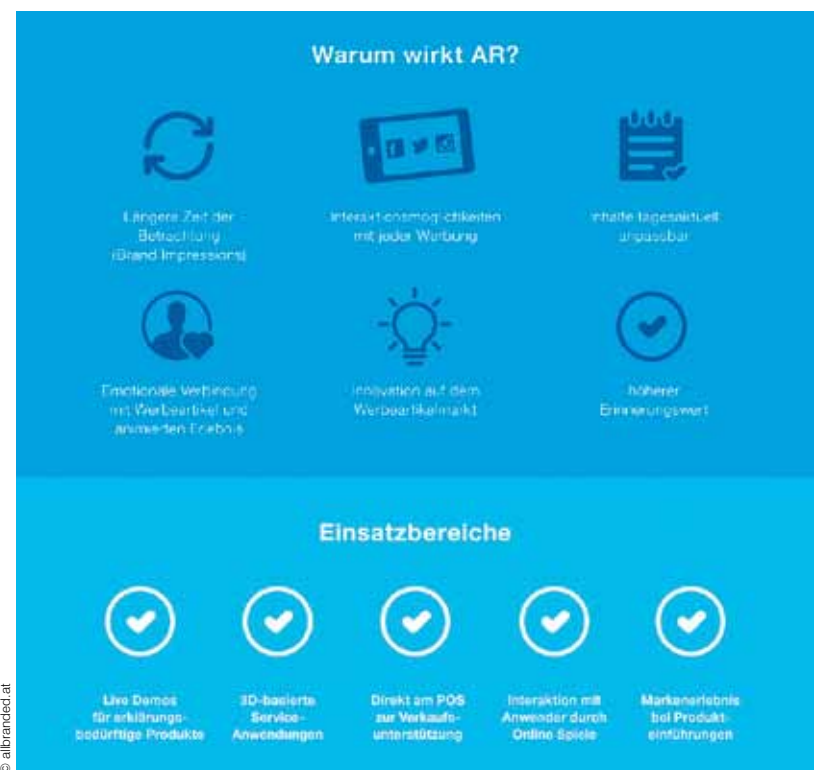 Warum wirkt AR?
Längere Zeit der
Betrachtung
(Brand Impressions)
Interaktionsmöglichkeiten
mit jeder Werbung
Inhalte tagesaktuell
anpassbar
Emotionale Verbindung
mit Werbeartikel und
animierten Erlebnis
Innovation auf dem
Werbeartikelmarkt
höherer
Erinnerungswert
Einsatzbereiche
Live Demos
für erklärungs-
bedürftige Produkte
3D-basierte
Service-
Anwendungen
Direkt am POS
zur Verkaufs-
unterstützung
Interaktion mit
Anwender durch
Online Spiele
Markenerlebnis
bei Produkt-
einführungen
© allbranded.at